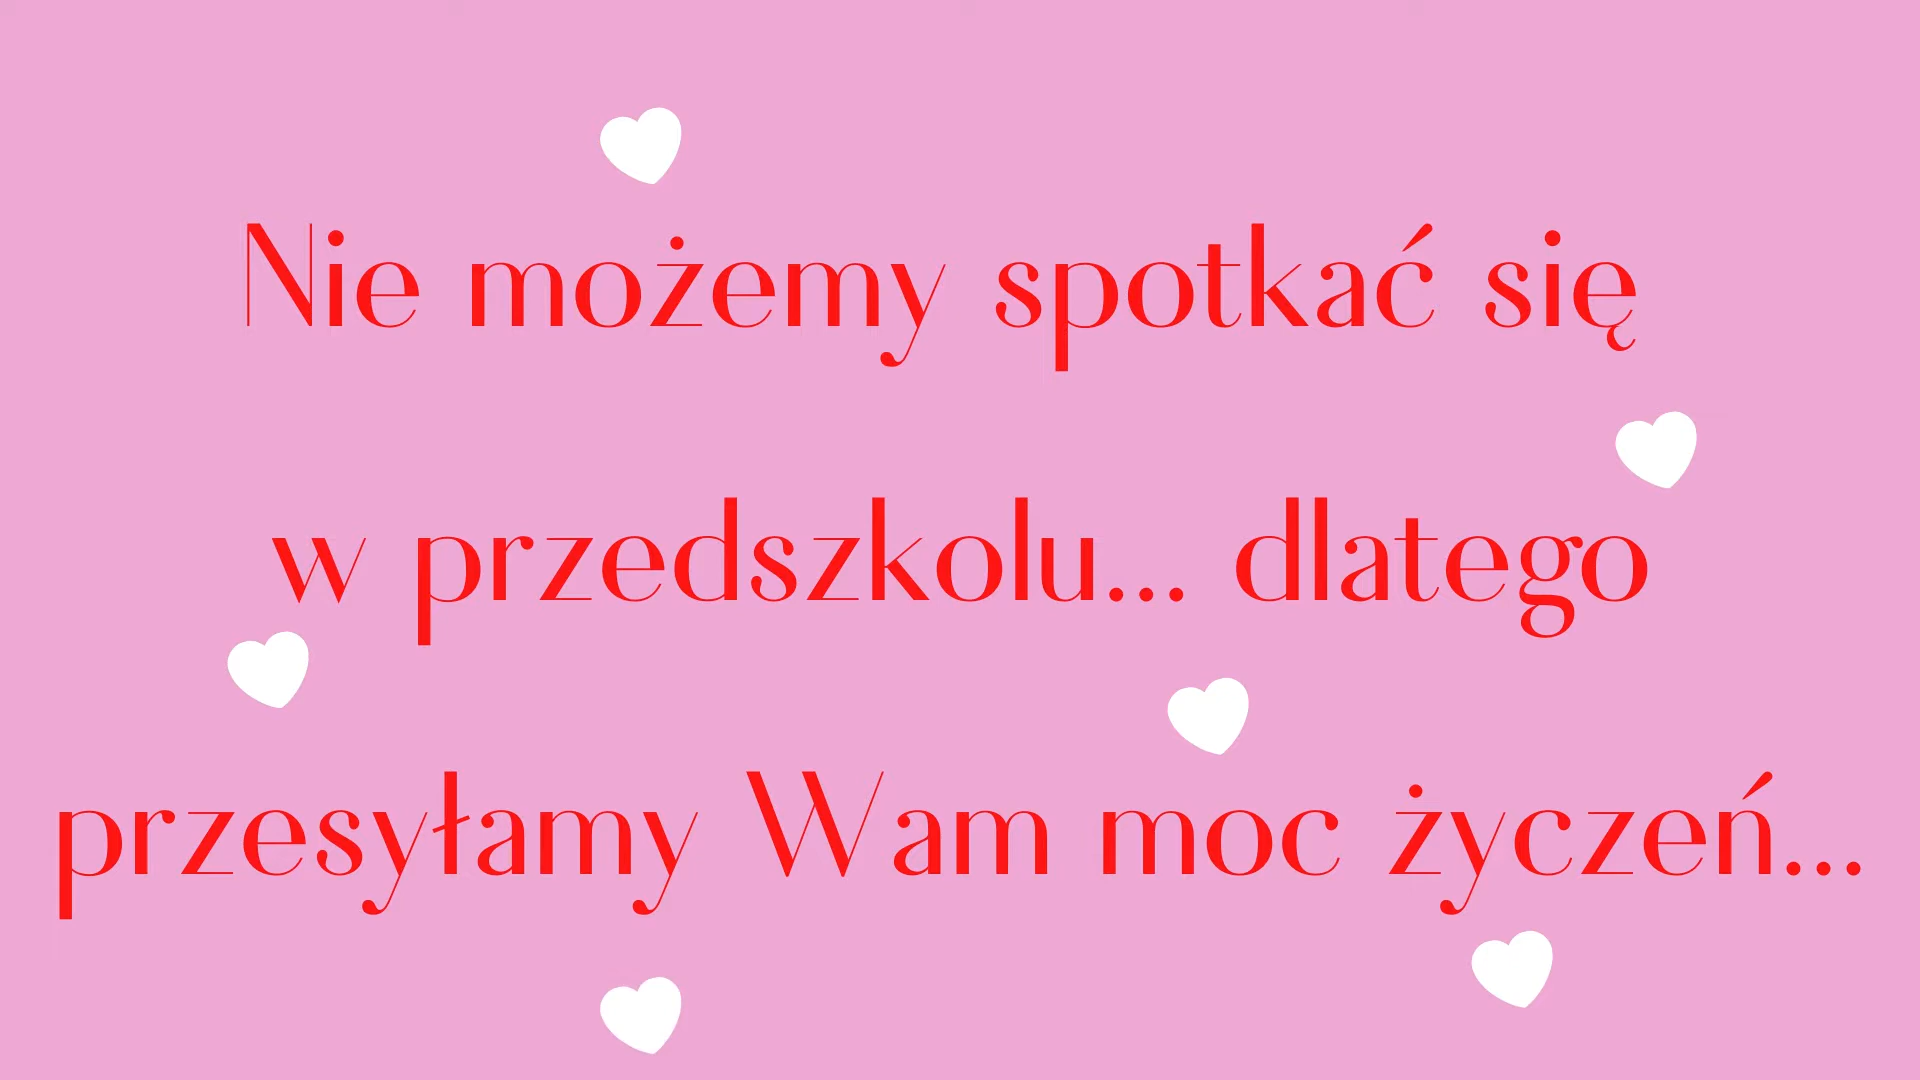 Nie możemy spotkać się
w przedszkolu... dlatego
przesyłamy Wam moc życzeń...